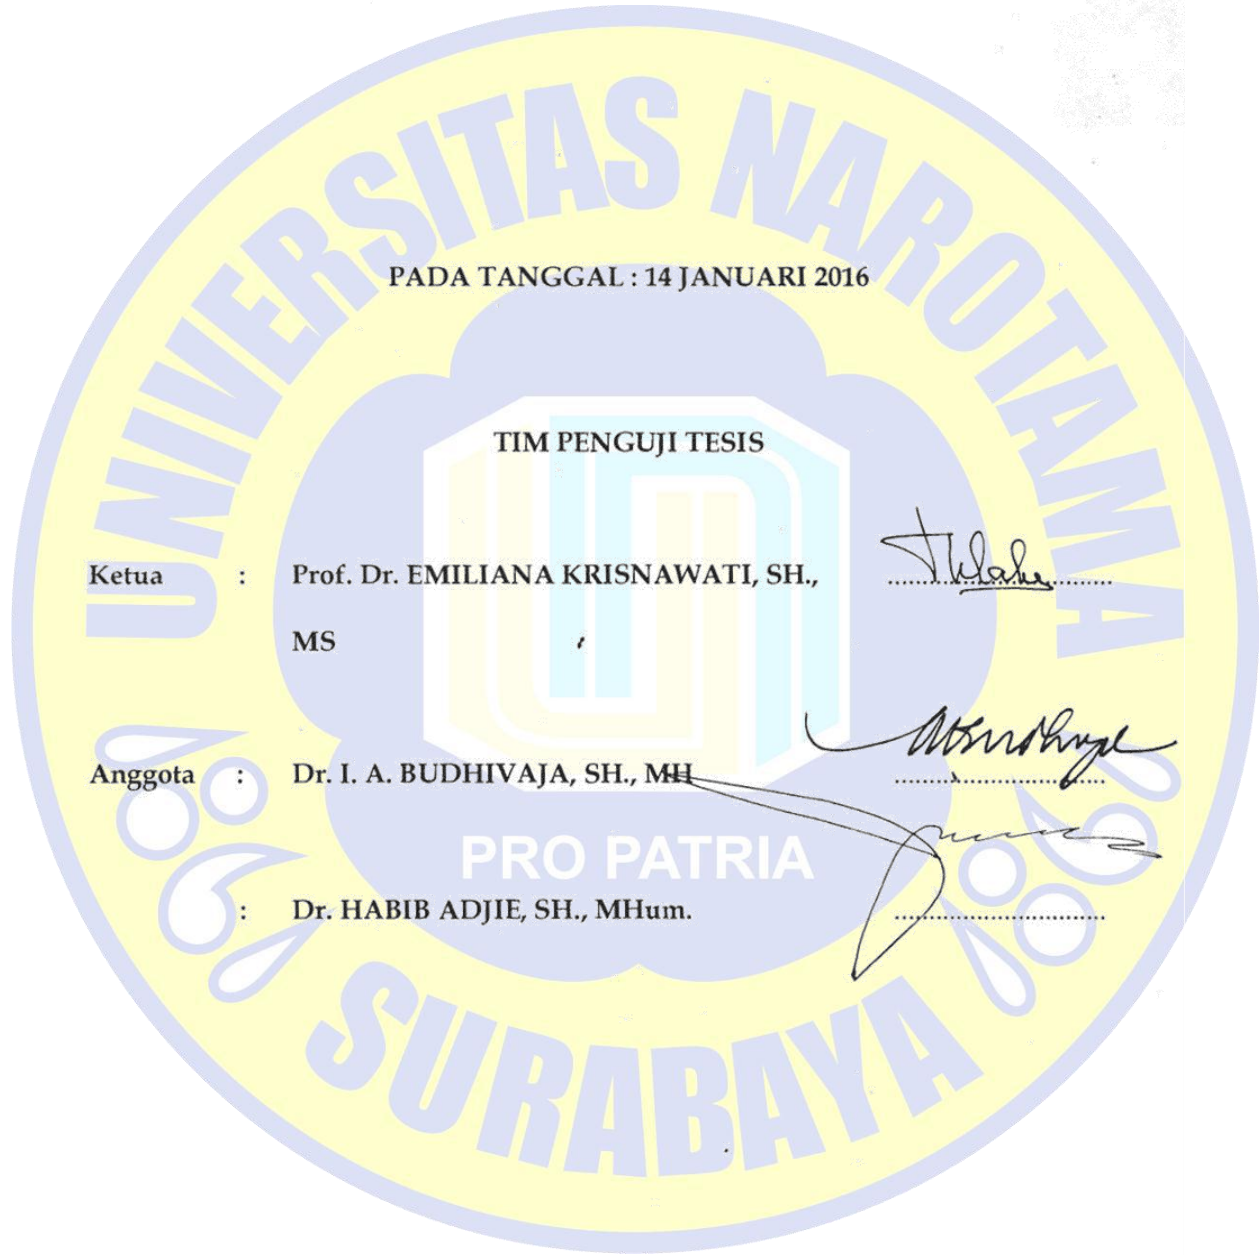 UNIVERSITAS NAROTAMA
PADA TANGGAL : 14 JANUARI 2016
TIM PENGUJI TESIS
Ketua : Prof. Dr. EMILIANA KRISNAWATI, SH.,
MS
Anggota : Dr. I. A. BUDHIVAJA, SH., MH
PRO PATRIA
: Dr. HABIB ADJIE, SH., MHum.
SURABAYA